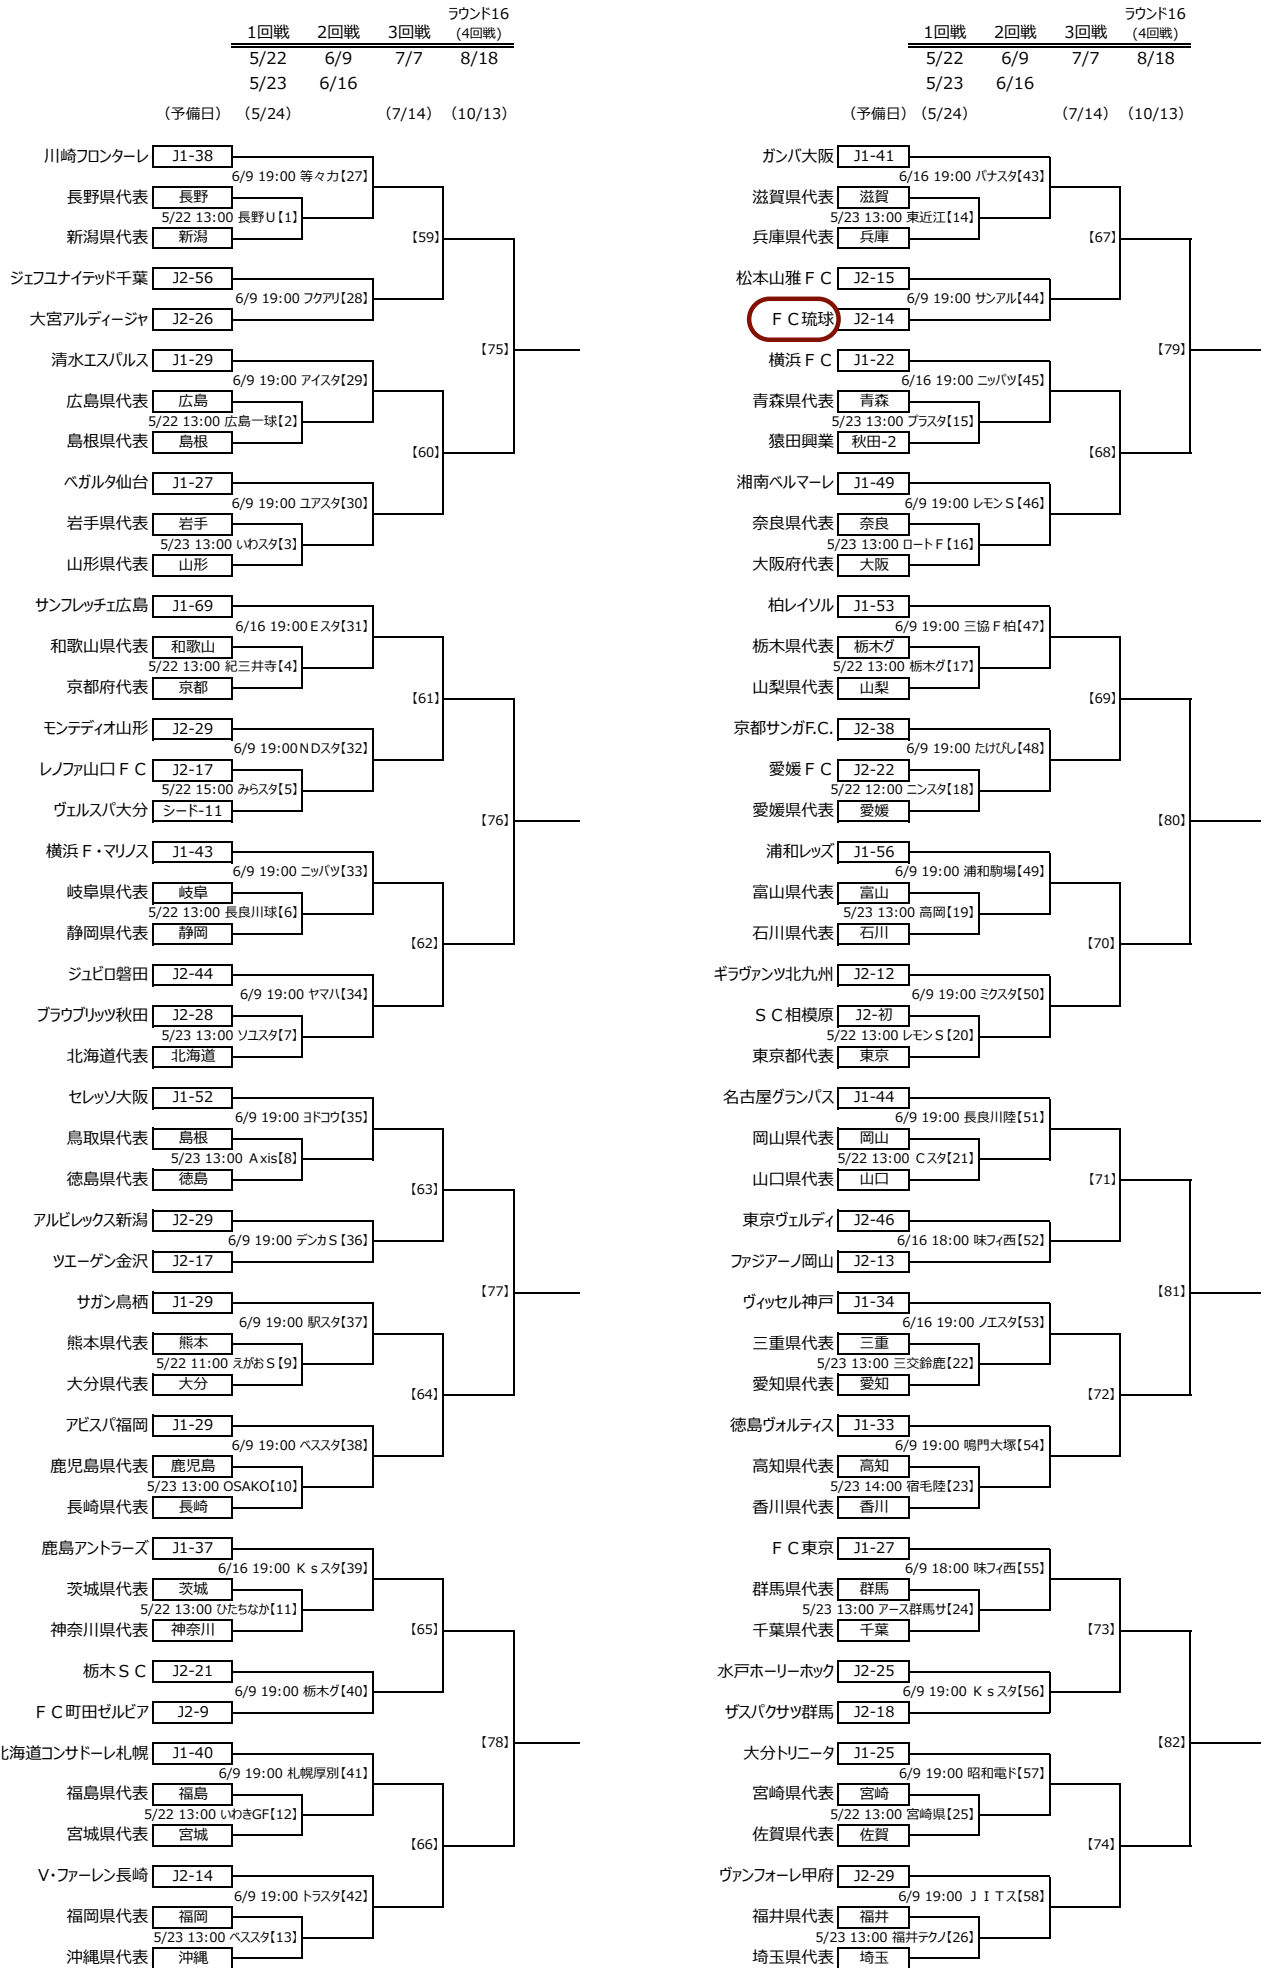 ラウンド16
1回戦 2回戦 3回戦 (4回戦)
5/22 6/9 7/7 8/18
5/23 6/16
(予備日) (5/24) (7/14) (10/13)
川崎フロンターレ J1-38
6/9 19:00 等々力【27】
長野県代表 長野
5/22 13:00 長野U【1】
新潟県代表 新潟
【59】
ジェフユナイテッド千葉 J2-56
6/9 19:00 フクアリ【28】
大宮アルディージャ J2-26
【75】
清水エスパルス J1-29
6/9 19:00 アイスタ【29】
広島県代表 広島
5/22 13:00 広島一球【2】
島根県代表 島根
【60】
ベガルタ仙台 J1-27
6/9 19:00 ユアスタ【30】
岩手県代表 岩手
5/23 13:00 いわスタ【3】
山形県代表 山形
サンフレッチェ広島 J1-69
6/16 19:00 Eスタ【31】
和歌山県代表 和歌山
5/22 13:00 紀三井寺【4】
京都府代表 京都
【61】
モンテディオ山形 J2-29
6/9 19:00 NDスタ【32】
レノファ山口FC J2-17
5/22 15:00 みらスタ【5】
ヴェルスパ大分 シード-11
【76】
横浜F・マリノス J1-43
6/9 19:00 ニッパツ【33】
岐阜県代表 岐阜
5/22 13:00 長良川球【6】
静岡県代表 静岡
【62】
ジュビロ磐田 J2-44
6/9 19:00 ヤマハ【34】
ブラウブリッツ秋田 J2-28
5/23 13:00 ソユスタ【7】
北海道代表 北海道
セレッソ大阪 J1-52
6/9 19:00 ヨドコウ【35】
鳥取県代表 島根
5/23 13:00 Axis【8】
徳島県代表 徳島
【63】
アルビレックス新潟 J2-29
6/9 19:00 デンカS【36】
ツエーゲン金沢 J2-17
【77】
サガン鳥栖 J1-29
6/9 19:00 駅スタ【37】
熊本県代表 熊本
5/22 11:00 えがおS【9】
大分県代表 大分
【64】
アビスパ福岡 J1-29
6/9 19:00 ベススタ【38】
鹿児島県代表 鹿児島
5/23 13:00 OSAKO【10】
長崎県代表 長崎
鹿島アントラーズ J1-37
6/16 19:00 Ksスタ【39】
茨城県代表 茨城
5/22 13:00 ひたちなか【11】
神奈川県代表 神奈川
【65】
栃木SC J2-21
6/9 19:00 栃木グ【40】
FC町田ゼルビア J2-9
【78】
北海道コンサドーレ札幌 J1-40
6/9 19:00 札幌厚別【41】
福島県代表 福島
5/22 13:00 いわきGF【12】
宮城県代表 宮城
【66】
V・ファーレン長崎 J2-14
6/9 19:00 トラスタ【42】
福岡県代表 福岡
5/23 13:00 ベススタ【13】
沖縄県代表 沖縄
ラウンド16
1回戦 2回戦 3回戦 (4回戦)
5/22 6/9 7/7 8/18
5/23 6/16
(予備日) (5/24) (7/14) (10/13)
ガンバ大阪 J1-41
6/16 19:00 パナスタ【43】
滋賀県代表 滋賀
5/23 13:00 東近江【14】
兵庫県代表 兵庫
【67】
松本山雅FC J2-15
6/9 19:00 サンアル【44】
FC琉球 J2-14
【79】
横浜FC J1-22
6/16 19:00 ニッパツ【45】
青森県代表 青森
5/23 13:00 プラスタ【15】
猿田興業 秋田-2
【68】
湘南ベルマーレ J1-49
6/9 19:00 レモンS【46】
奈良県代表 奈良
5/23 13:00 ロートF【16】
大阪府代表 大阪
柏レイソル J1-53
6/9 19:00 三協F柏【47】
栃木県代表 栃木グ
5/22 13:00 栃木グ【17】
山梨県代表 山梨
【69】
京都サンガF.C. J2-38
6/9 19:00 たけびし【48】
愛媛FC J2-22
5/22 12:00 ニンスタ【18】
愛媛県代表 愛媛
【80】
浦和レッズ J1-56
6/9 19:00 浦和駒場【49】
富山県代表 富山
5/23 13:00 高岡【19】
石川県代表 石川
【70】
ギラヴァンツ北九州 J2-12
6/9 19:00 ミクスタ【50】
SC相模原 J2-初
5/22 13:00 レモンS【20】
東京都代表 東京
名古屋グランパス J1-44
6/9 19:00 長良川陸【51】
岡山県代表 岡山
5/22 13:00 Cスタ【21】
山口県代表 山口
【71】
東京ヴェルディ J2-46
6/16 18:00 味フィ西【52】
ファジアーノ岡山 J2-13
【81】
ヴィッセル神戸 J1-34
6/16 19:00 ノエスタ【53】
三重県代表 三重
5/23 13:00 三交鈴鹿【22】
愛知県代表 愛知
【72】
徳島ヴォルティス J1-33
6/9 19:00 鳴門大塚【54】
高知県代表 高知
5/23 14:00 宿毛陸【23】
香川県代表 香川
FC東京 J1-27
6/9 18:00 味フィ西【55】
群馬県代表 群馬
5/23 13:00 アース群馬サ【24】
千葉県代表 千葉
【73】
水戸ホーリーホック J2-25
6/9 19:00 Ksスタ【56】
ザスパクサツ群馬 J2-18
【82】
大分トリニータ J1-25
6/9 19:00 昭和電ド【57】
宮崎県代表 宮崎
5/22 13:00 宮崎県【25】
佐賀県代表 佐賀
【74】
ヴァンフォーレ甲府 J2-29
6/9 19:00 JITス【58】
福井県代表 福井
5/23 13:00 福井テクノ【26】
埼玉県代表 埼玉